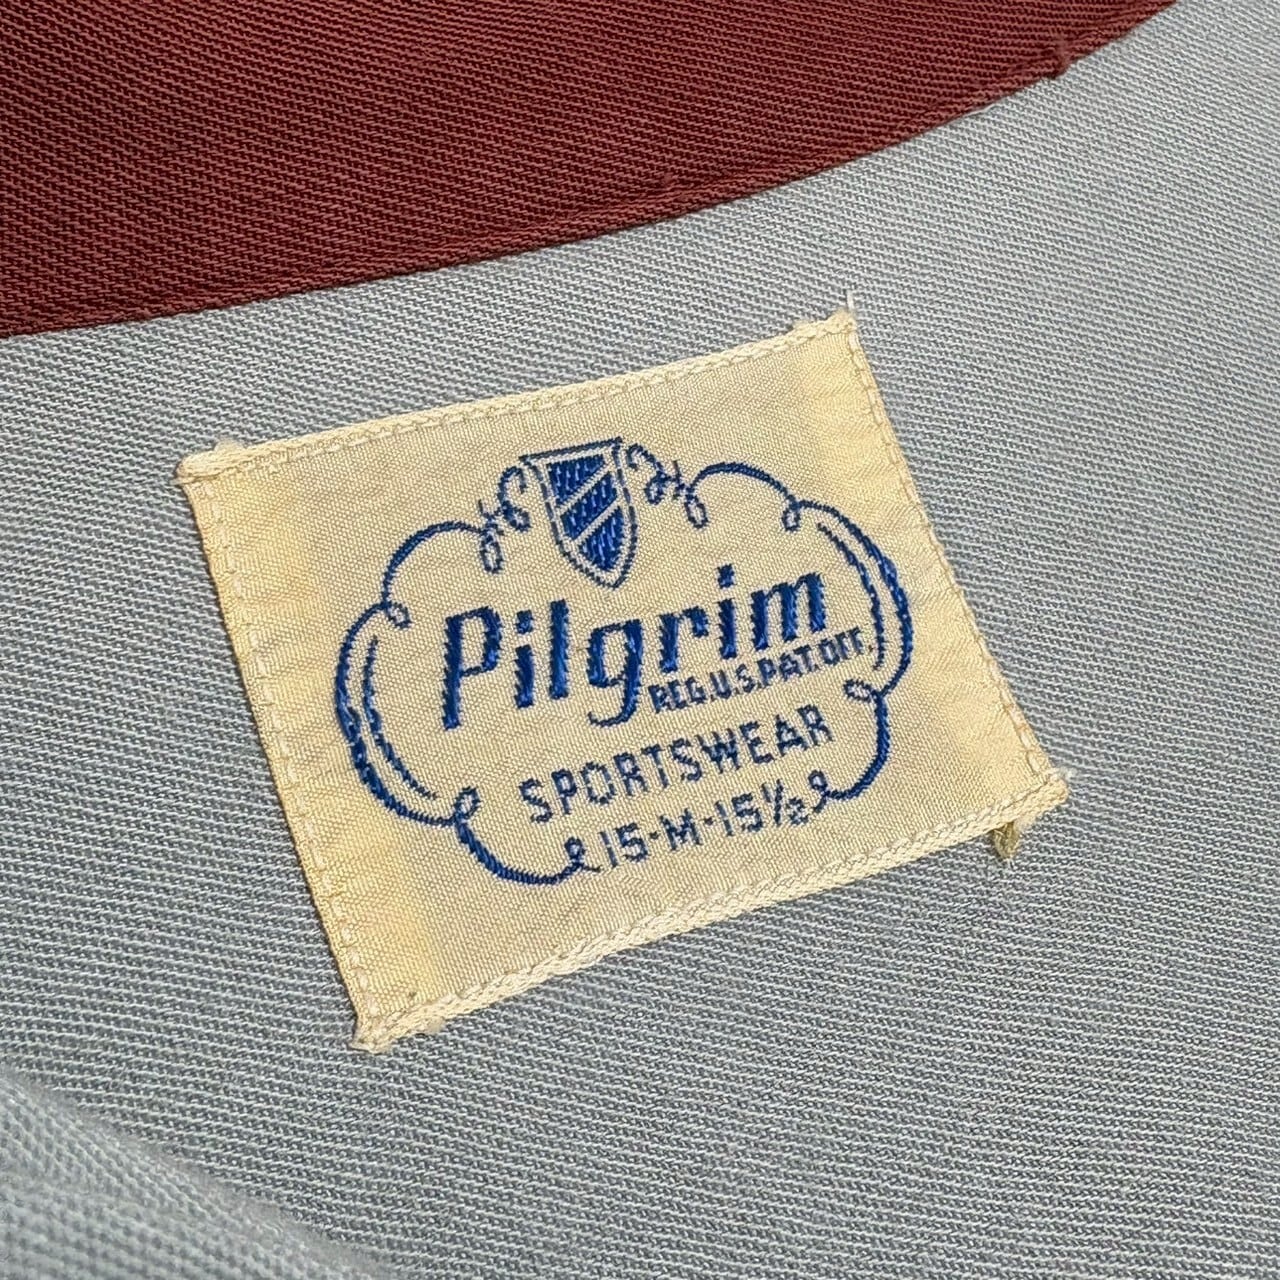 Pilgrim
REG.U.S.PAT.OFF.
SPORTSWEAR
15-M-15½